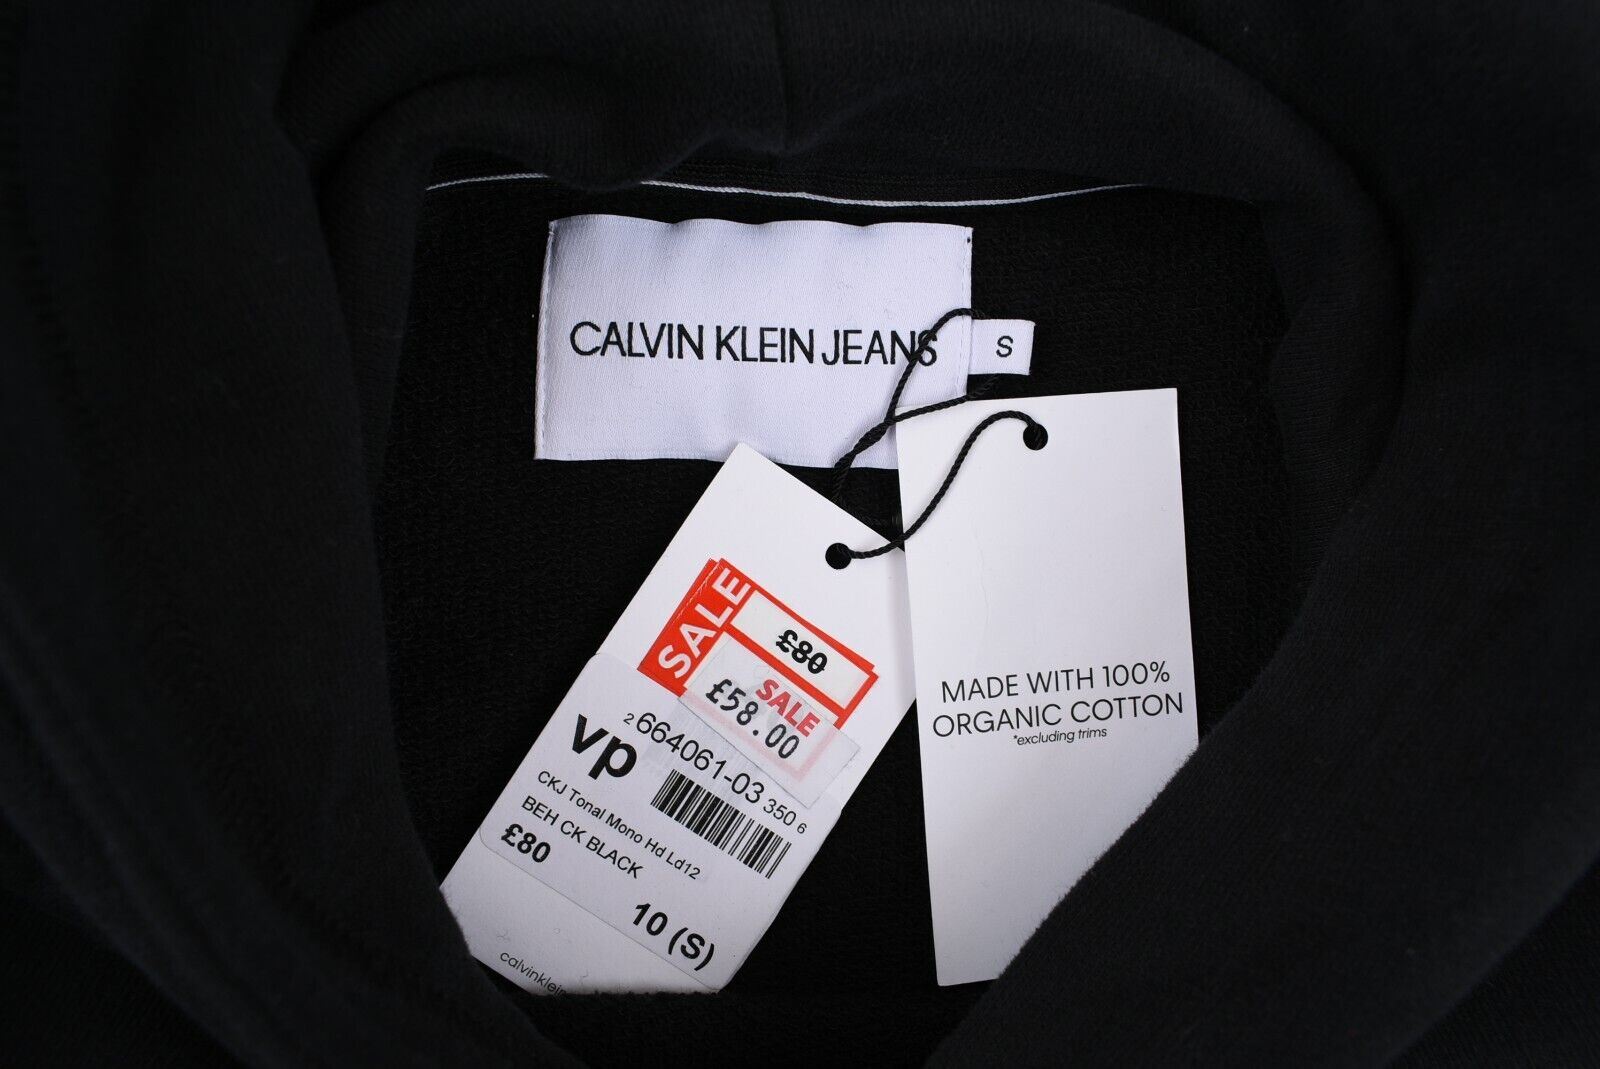 CALVIN KLEIN JEANS
S
SALE
£80
SALE
£58.00
vp
2 664061-03 350 6
CKJ Tonal Mono Hd Ld12
BEH CK BLACK
£80
10 (S)
calvinklein
MADE WITH 100%
ORGANIC COTTON
*excluding trims